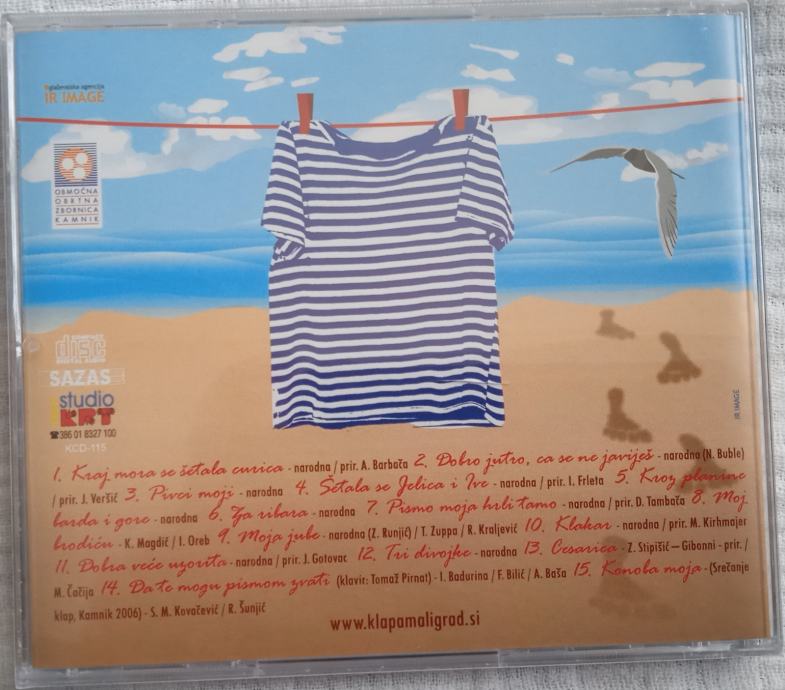 Oglaševalska agencija
IR IMAGE
OBMOČNA
OBRTNA
ZBORNICA
KAMNIK
COMPACT
disc
DIGITAL AUDIO
SAZAS
studio
KRT
☎386 01 8327 100
KCD-115
IR IMAGE
1. Kraj mora se šetala curica - narodna / prir. A. Barbača 2. Dobro jutro, ca se ne javiješ - narodna (N. Buble)
/ prir. J. Veršić 3. Pivci moji - narodna 4. Šetala se Jelica i Ive - narodna / prir. I. Frleta 5. Kroz planine
barda i gore - narodna 6. Za ribara - narodna 7. Pismo moja hrli tamo - narodna / prir. D. Tambača 8. Moj
brodiću - K. Magdić / I. Oreb 9. Moja jube - narodna (Z. Runjić) / T. Zuppa / R. Kraljević 10. Klakar - narodna / prir. M. Kirhmajer
11. Dobra veče uzorita - narodna / prir. J. Gotovac 12. Tri divojke - narodna 13. Cesarica - Z. Stipišić – Gibonni - prir. /
M. Čačija 14. Da te mogu pismom zvati (klavir: Tomaž Pirnat) - I. Badurina / F. Bilić / A. Baša 15. Konoba moja - (Srečanje
klap, Kamnik 2006) - S. M. Kovačević / R. Šunjić
www.klapamaligrad.si